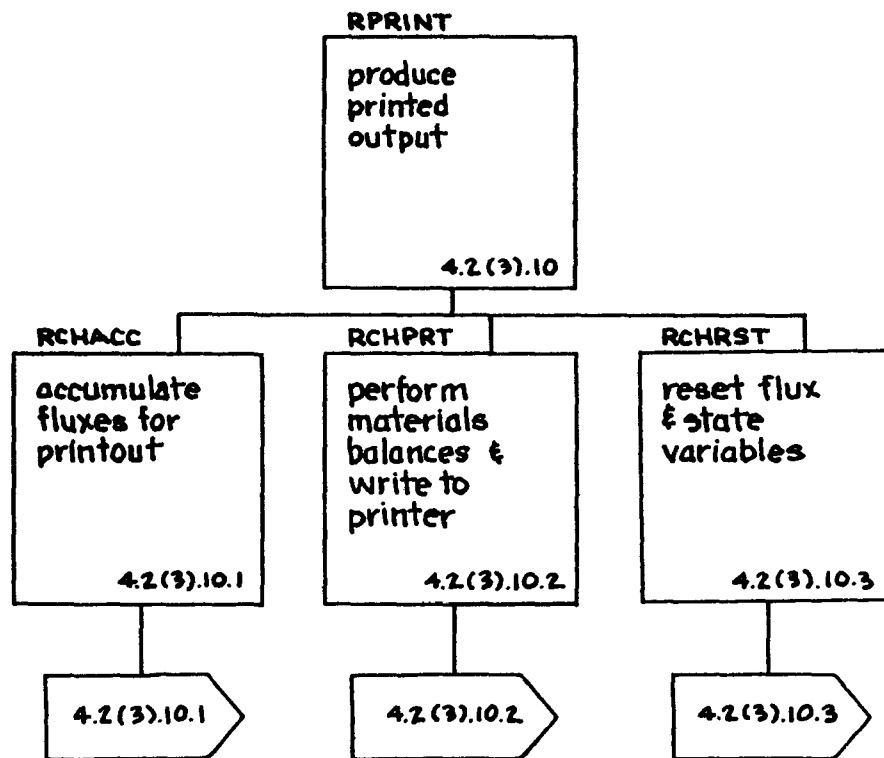 RPRINT
produce
printed
output
4.2(3).10
RCHACC
accumulate
fluxes for
printout
4.2(3).10.1
RCHPRT
perform
materials
balances &
write to
printer
4.2(3).10.2
RCHRST
reset flux
& state
variables
4.2(3).10.3
4.2(3).10.1
4.2(3).10.2
4.2(3).10.3